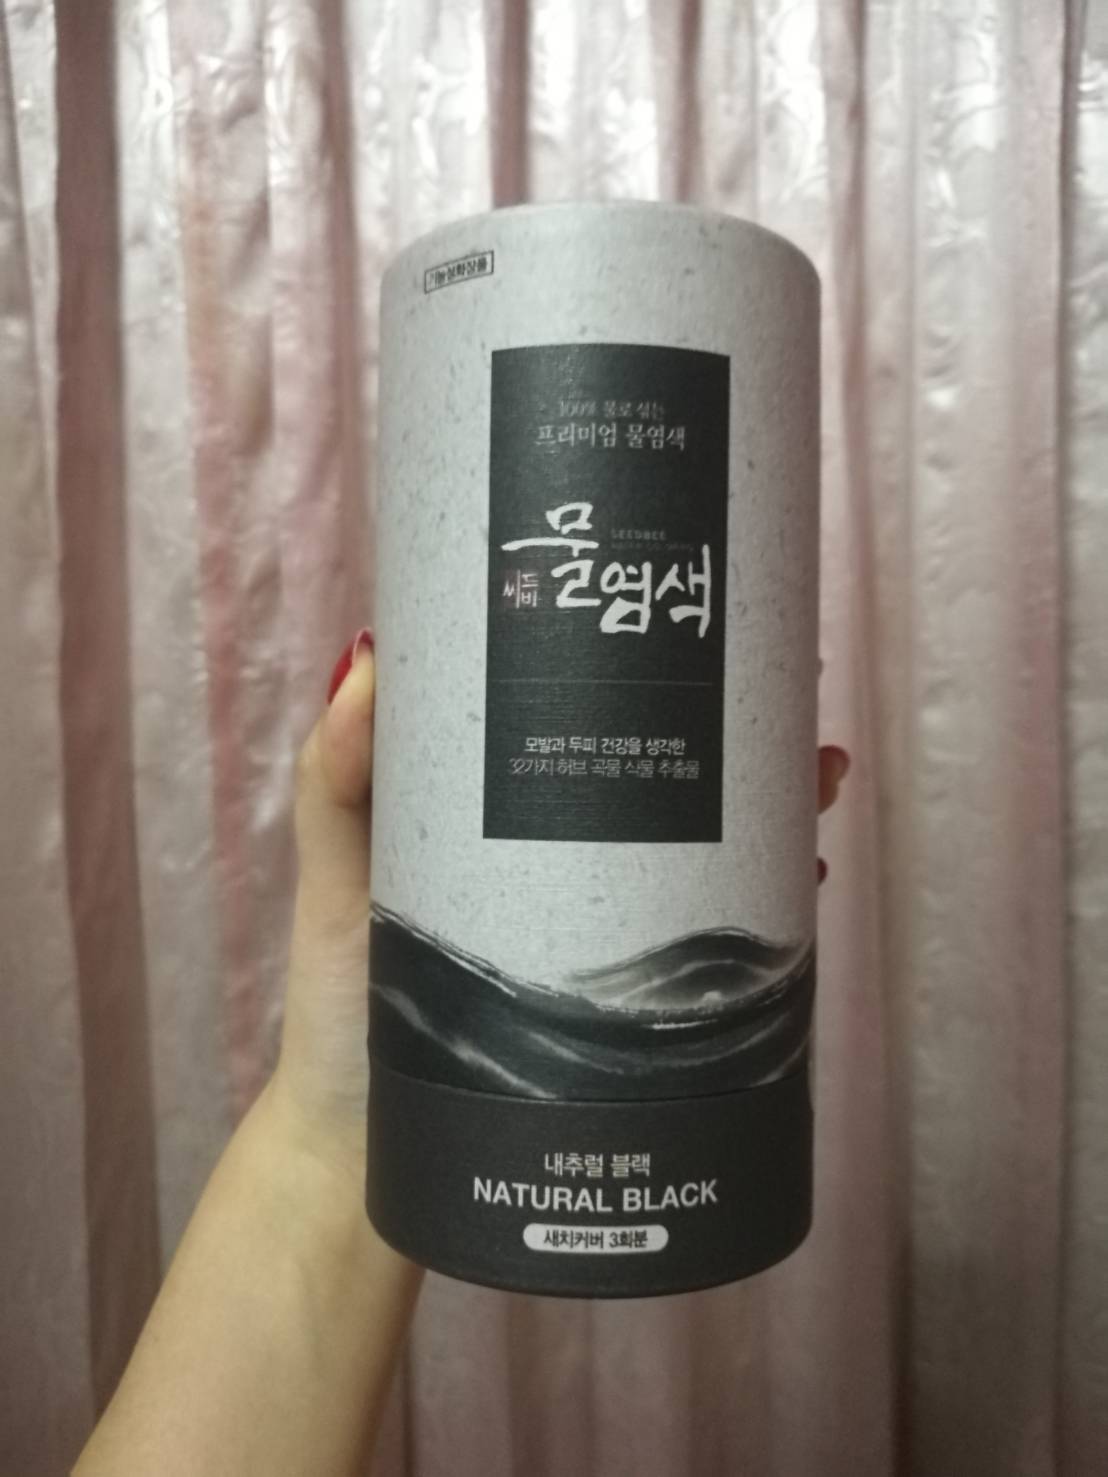 기능성화장품
100% 물로 섞는
프리미엄 물염색
물염색
SEEDBEE
씨드비
모발과 두피 건강을 생각한
32가지 허브 곡물 식물 추출물
내추럴 블랙
NATURAL BLACK
새치커버 3회분